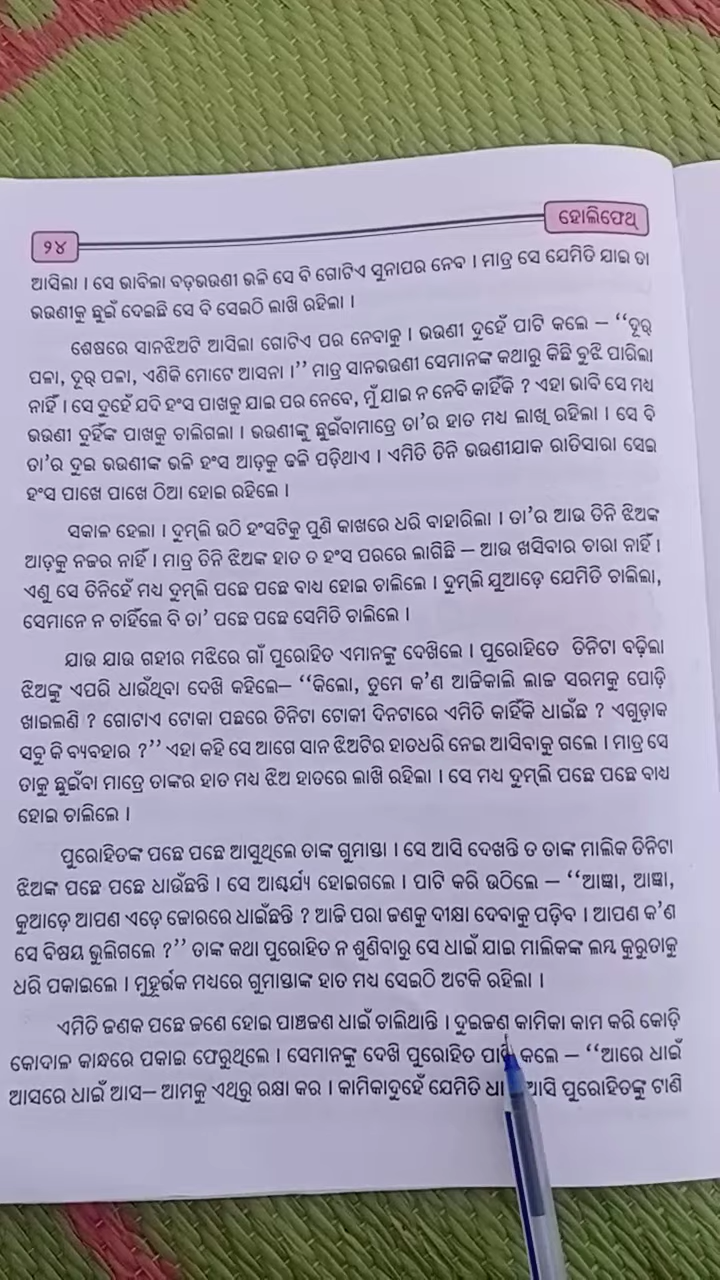 ୨୪
ହୋଲିଫେଥ୍
ଆସିଲା । ସେ ଭାବିଲା ବଡ଼ଭଉଣୀ ଭଳି ସେ ବି ଗୋଟିଏ ସୁନାପର ନେବ । ମାତ୍ର ସେ ଯେମିତି ଯାଇ ତା
ଭଉଣୀକୁ ଛୁଇଁ ଦେଇଛି ସେ ବି ସେଇଠି ଲାଖି ରହିଲା ।
ଶେଷରେ ସାନଝିଅଟି ଆସିଲା ଗୋଟିଏ ପର ନେବାକୁ । ଭଉଣୀ ଦୁହେଁ ପାଟି କଲେ – ‘‘ଦୂର୍
ପଳା, ଦୂର୍ ପଳା, ଏଣିକି ମୋଟେ ଆସନା ।’’ ମାତ୍ର ସାନଭଉଣୀ ସେମାନଙ୍କ କଥାରୁ କିଛି ବୁଝି ପାରିଲା
ନାହିଁ । ସେ ଦୁହେଁ ଯଦି ହଂସ ପାଖକୁ ଯାଇ ପର ନେବେ, ମୁଁ ଯାଇ ନ ନେବି କାହିଁକି ? ଏହା ଭାବି ସେ ମଧ୍ୟ
ଭଉଣୀ ଦୁହିଁଙ୍କ ପାଖକୁ ଚାଲିଗଲା । ଭଉଣୀଙ୍କୁ ଛୁଇଁବାମାତ୍ରେ ତା’ର ହାତ ମଧ୍ୟ ଲାଖି ରହିଲା । ସେ ବି
ତା’ର ଦୁଇ ଭଉଣୀଙ୍କ ଭଳି ହଂସ ଆଡ଼କୁ ଢଳି ପଡ଼ିଥାଏ । ଏମିତି ତିନି ଭଉଣୀଯାକ ରାତିସାରା ସେଇ
ହଂସ ପାଖେ ପାଖେ ଠିଆ ହୋଇ ରହିଲେ ।
ସକାଳ ହେଲା । ଦୁମ୍‌ଲି ଉଠି ହଂସଟିକୁ ପୁଣି କାଖରେ ଧରି ବାହାରିଲା । ତା’ର ଆଉ ତିନି ଝିଅଙ୍କ
ଆଡ଼କୁ ନଜର ନାହିଁ । ମାତ୍ର ତିନି ଝିଅଙ୍କ ହାତ ତ ହଂସ ପରରେ ଲାଗିଛି – ଆଉ ଖସିବାର ଚାରା ନାହିଁ ।
ଏଣୁ ସେ ତିନିହେଁ ମଧ୍ୟ ଦୁମ୍‌ଲି ପଛେ ପଛେ ବାଧ୍ୟ ହୋଇ ଚାଲିଲେ । ଦୁମ୍‌ଲି ଯୁଆଡ଼େ ଯେମିତି ଚାଲିଲା,
ସେମାନେ ନ ଚାହିଁଲେ ବି ତା’ ପଛେ ପଛେ ସେମିତି ଚାଲିଲେ ।
ଯାଉ ଯାଉ ଗହୀର ମଝିରେ ଗାଁ ପୁରୋହିତ ଏମାନଙ୍କୁ ଦେଖିଲେ । ପୁରୋହିତେ ତିନିଟା ବଢ଼ିଲା
ଝିଅଙ୍କୁ ଏପରି ଧାଉଁଥିବା ଦେଖି କହିଲେ– ‘‘କିଲୋ, ତୁମେ କ’ଣ ଆଜିକାଲି ଲାଜ ସରମକୁ ପୋଡ଼ି
ଖାଇଲଣି ? ଗୋଟାଏ ଟୋକା ପଛରେ ତିନିଟା ଟୋକୀ ଦିନଟାରେ ଏମିତି କାହିଁକି ଧାଇଁଛ ? ଏଗୁଡ଼ାକ
ସବୁ କି ବ୍ୟବହାର ?’’ ଏହା କହି ସେ ଆଗେ ସାନ ଝିଅଟିର ହାତଧରି ନେଇ ଆସିବାକୁ ଗଲେ । ମାତ୍ର ସେ
ତାକୁ ଛୁଇଁବା ମାତ୍ରେ ତାଙ୍କର ହାତ ମଧ୍ୟ ଝିଅ ହାତରେ ଲାଖି ରହିଲା । ସେ ମଧ୍ୟ ଦୁମ୍‌ଲି ପଛେ ପଛେ ବାଧ୍ୟ
ହୋଇ ଚାଲିଲେ ।
ପୁରୋହିତଙ୍କ ପଛେ ପଛେ ଆସୁଥିଲେ ତାଙ୍କ ଗୁମାସ୍ତା । ସେ ଆସି ଦେଖନ୍ତି ତ ତାଙ୍କ ମାଲିକ ତିନିଟା
ଝିଅଙ୍କ ପଛେ ପଛେ ଧାଉଁଛନ୍ତି । ସେ ଆଶ୍ଚର୍ଯ୍ୟ ହୋଇଗଲେ । ପାଟି କରି ଉଠିଲେ – ‘‘ଆଜ୍ଞା, ଆଜ୍ଞା,
କୁଆଡ଼େ ଆପଣ ଏଡ଼େ ଜୋରରେ ଧାଇଁଛନ୍ତି ? ଆଜି ପରା ଜଣକୁ ଦୀକ୍ଷା ଦେବାକୁ ପଡ଼ିବ । ଆପଣ କ’ଣ
ସେ ବିଷୟ ଭୁଲିଗଲେ ?’’ ତାଙ୍କ କଥା ପୁରୋହିତ ନ ଶୁଣିବାରୁ ସେ ଧାଇଁ ଯାଇ ମାଲିକଙ୍କ ଲମ୍ବ କୁରୁତାକୁ
ଧରି ପକାଇଲେ । ମୁହୂର୍ତ୍ତକ ମଧ୍ୟରେ ଗୁମାସ୍ତାଙ୍କ ହାତ ମଧ୍ୟ ସେଇଠି ଅଟକି ରହିଲା ।
ଏମିତି ଜଣକ ପଛେ ଜଣେ ହୋଇ ପାଞ୍ଚଜଣ ଧାଇଁ ଚାଲିଥାନ୍ତି । ଦୁଇଜଣ କାମିକା କାମ କରି କୋଡ଼ି
କୋଦାଳ କାନ୍ଧରେ ପକାଇ ଫେରୁଥିଲେ । ସେମାନଙ୍କୁ ଦେଖି ପୁରୋହିତ କଲେ – ‘‘ଆରେ ଧାଇଁ
ଆସରେ ଧାଇଁ ଆସ– ଆମକୁ ଏଥିରୁ ରକ୍ଷା କର । କାମିକାଦୁହେଁ ଯେମିତି ଆସି ପୁରୋହିତଙ୍କୁ ଟାଣି